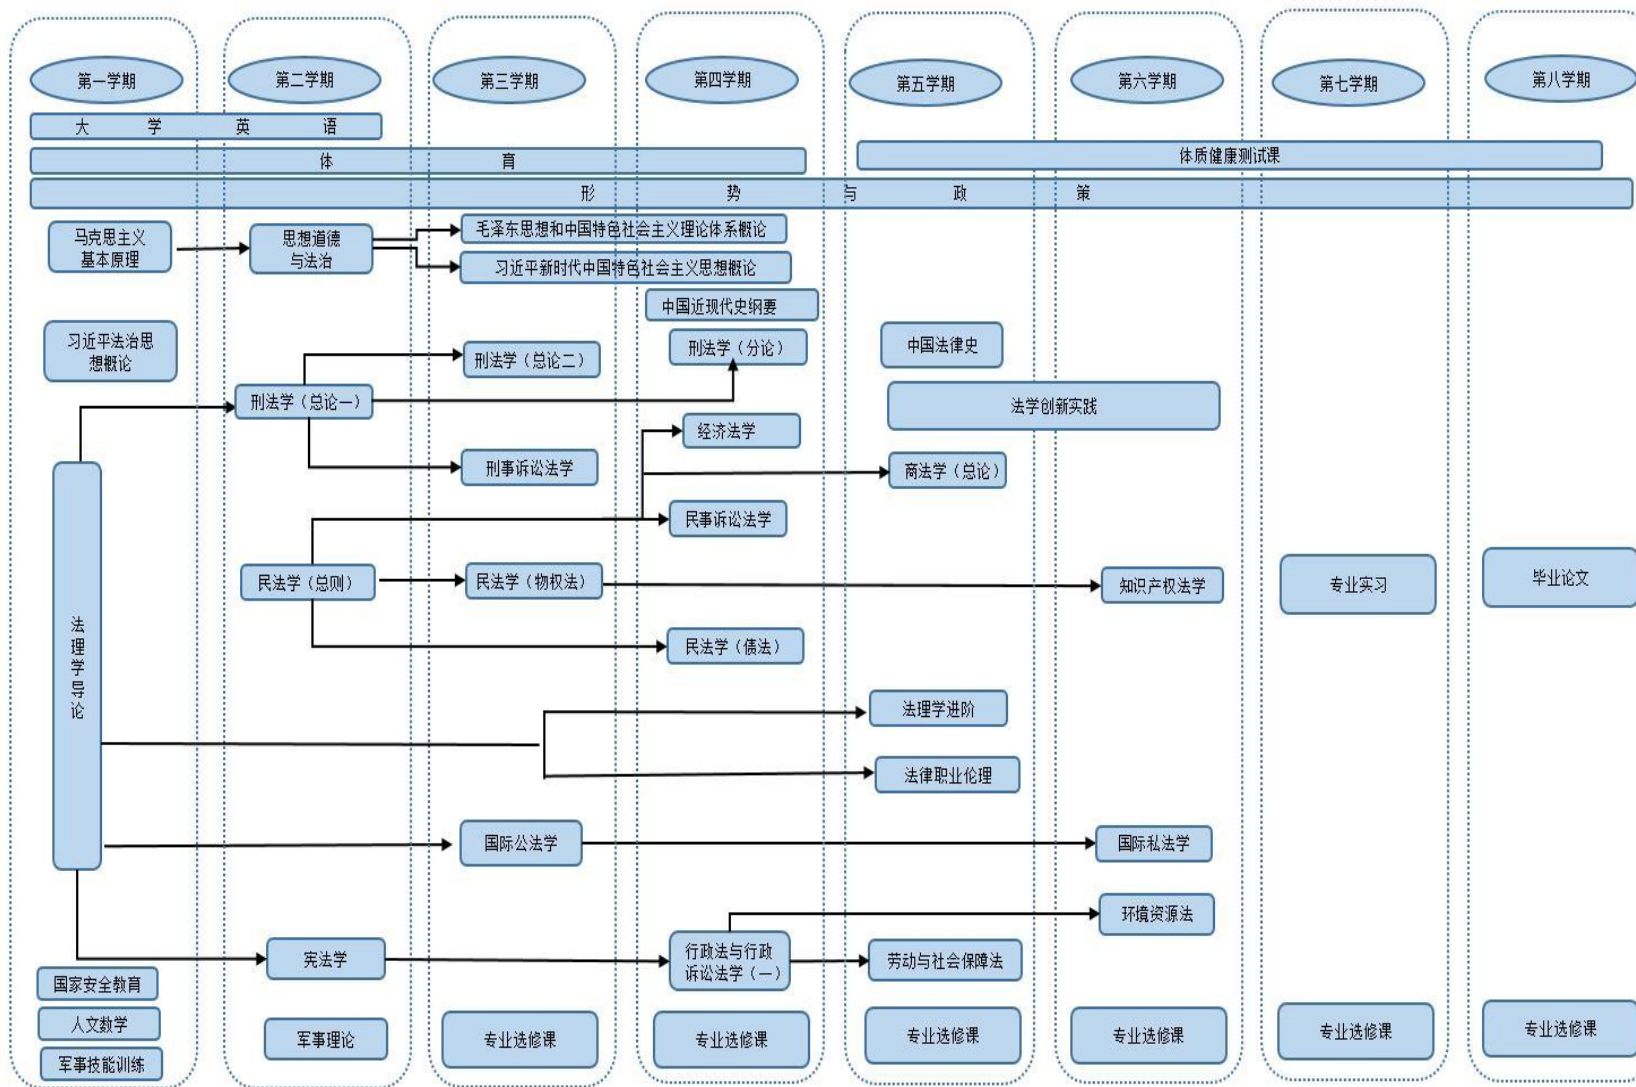 第一学期
第二学期
第三学期
第四学期
第五学期
第六学期
第七学期
第八学期
大 学 英 语
体 育
体质健康测试课
形 势 与 政 策
马克思主义
基本原理
思想道德
与法治
毛泽东思想和中国特色社会主义理论体系概论
习近平新时代中国特色社会主义思想概论
中国近现代史纲要
习近平法治思
想概论
刑法学（总论二）
刑法学（分论）
中国法律史
刑法学（总论一）
法学创新实践
经济法学
刑事诉讼法学
商法学（总论）
民事诉讼法学
民法学（总则）
民法学（物权法）
知识产权法学
专业实习
毕业论文
法
理
学
导
论
民法学（债法）
法理学进阶
法律职业伦理
国际公法学
国际私法学
环境资源法
宪法学
行政法与行政
诉讼法学（一）
劳动与社会保障法
国家安全教育
人文数学
军事技能训练
军事理论
专业选修课
专业选修课
专业选修课
专业选修课
专业选修课
专业选修课